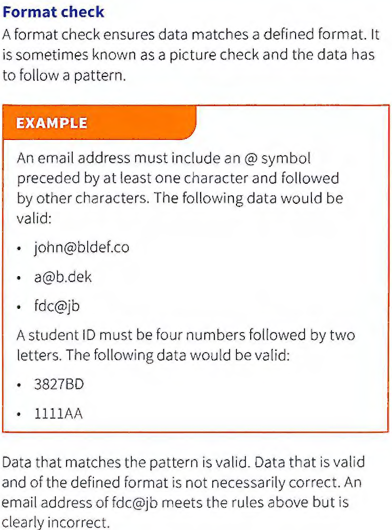 Format check
A format check ensures data matches a defined format. It
is sometimes known as a picture check and the data has
to follow a pattern.
EXAMPLE
An email address must include an @ symbol
preceded by at least one character and followed
by other characters. The following data would be
valid:
• john@bldef.co
• a@b.dek
• fdc@jb
A student ID must be four numbers followed by two
letters. The following data would be valid:
• 3827BD
• 1111AA
Data that matches the pattern is valid. Data that is valid
and of the defined format is not necessarily correct. An
email address of fdc@jb meets the rules above but is
clearly incorrect.